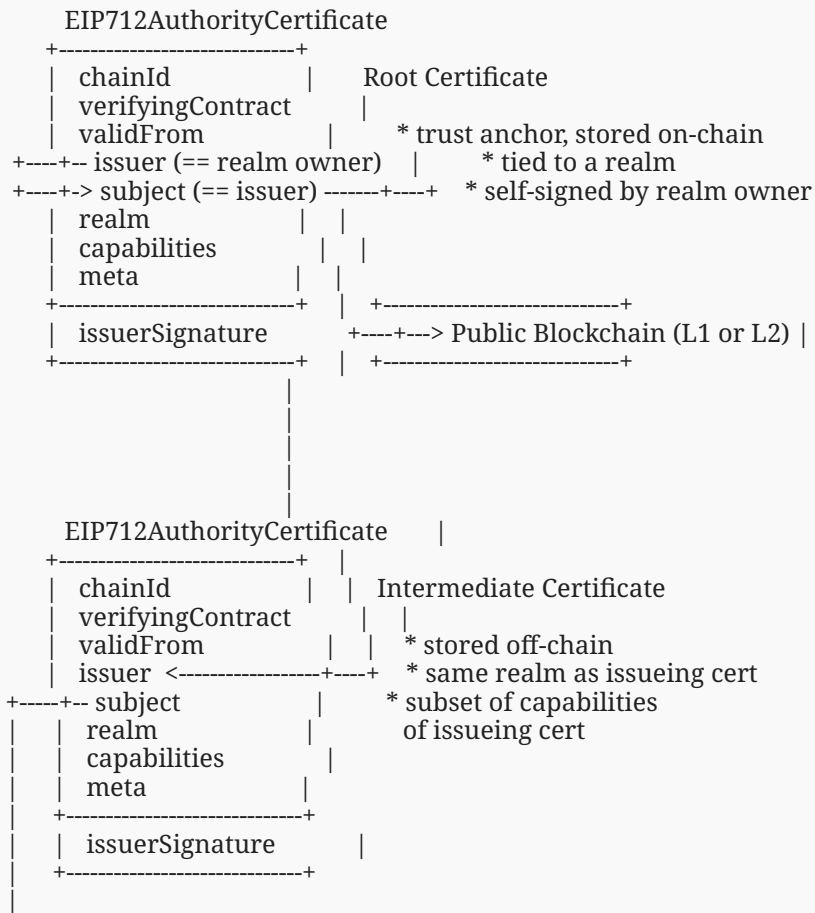 EIP712AuthorityCertificate
+------------------------------+
| chainId | Root Certificate
| verifyingContract |
| validFrom | * trust anchor, stored on-chain
+----+-- issuer (== realm owner) | * tied to a realm
+----+-> subject (== issuer) -------+----+ * self-signed by realm owner
| realm | |
| capabilities | |
| meta | |
+------------------------------+ | +------------------------------+
| issuerSignature +----+---> Public Blockchain (L1 or L2) |
+------------------------------+ | +------------------------------+
|
|
|
|
|
EIP712AuthorityCertificate |
+------------------------------+ |
| chainId | | Intermediate Certificate
| verifyingContract | |
| validFrom | | * stored off-chain
| issuer <------------------+----+ * same realm as issueing cert
+-----+-- subject | * subset of capabilities
| | realm | of issueing cert
| | capabilities |
| | meta |
| +------------------------------+
| | issuerSignature |
| +------------------------------+
|